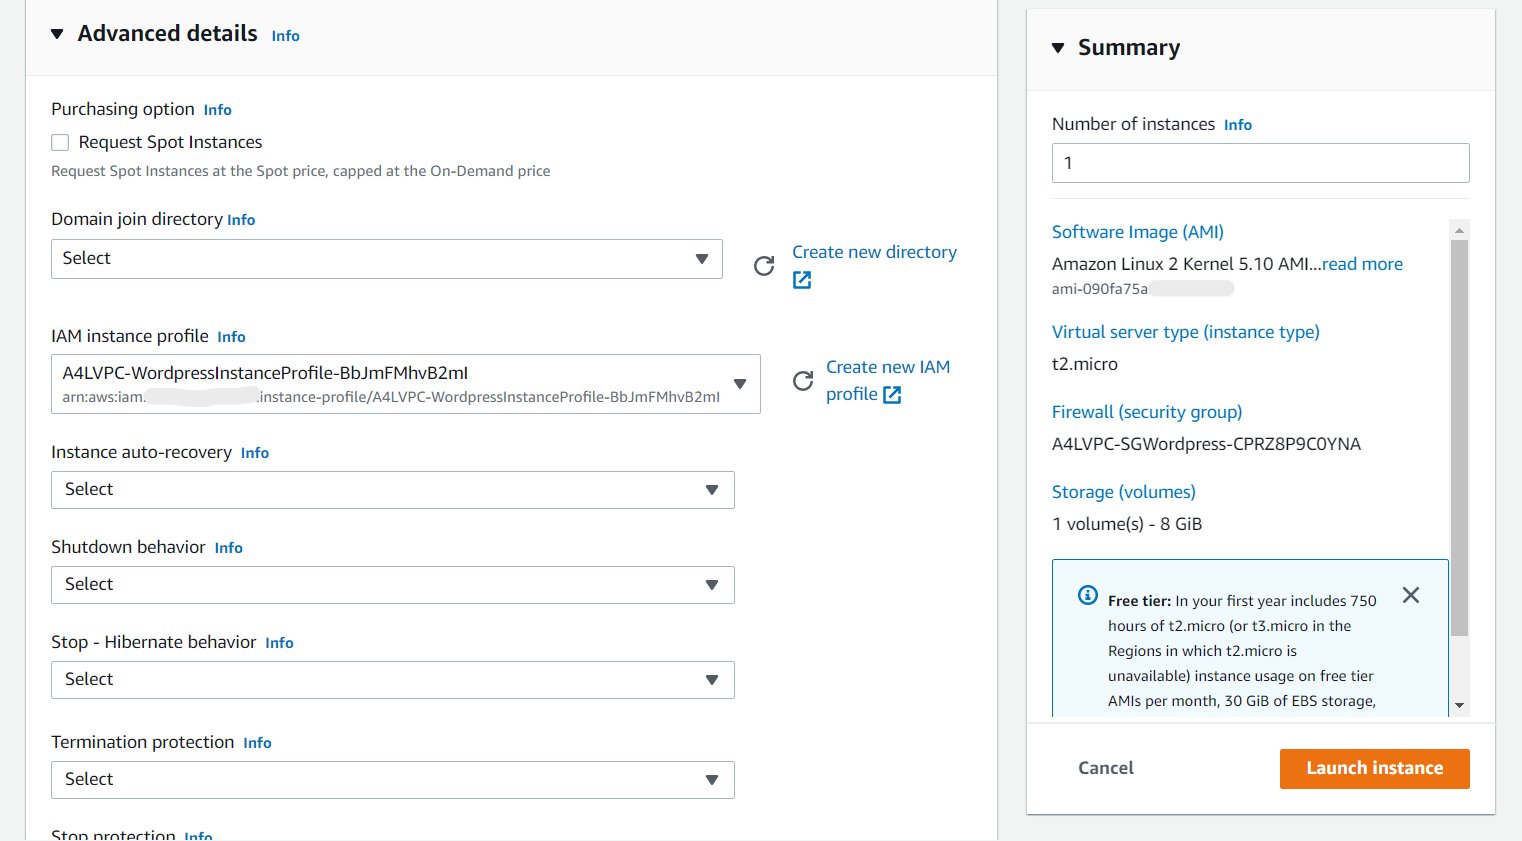 Advanced details Info
Purchasing option Info
Request Spot Instances
Request Spot Instances at the Spot price, capped at the On-Demand price
Domain join directory Info
Select
Create new directory
IAM instance profile Info
A4LVPC-WordpressInstanceProfile-BbJmFMhvB2mI
arn:aws:iam: :instance-profile/A4LVPC-WordpressInstanceProfile-BbJmFMhvB2mI
Create new IAM
profile
Instance auto-recovery Info
Select
Shutdown behavior Info
Select
Stop - Hibernate behavior Info
Select
Termination protection Info
Select
Stop protection Info
Summary
Number of instances Info
1
Software Image (AMI)
Amazon Linux 2 Kernel 5.10 AMI...read more
ami-090fa75a
Virtual server type (instance type)
t2.micro
Firewall (security group)
A4LVPC-SGWordpress-CPRZ8P9C0YNA
Storage (volumes)
1 volume(s) - 8 GiB
Free tier: In your first year includes 750
hours of t2.micro (or t3.micro in the
Regions in which t2.micro is
unavailable) instance usage on free tier
AMIs per month, 30 GiB of EBS storage,
Cancel
Launch instance